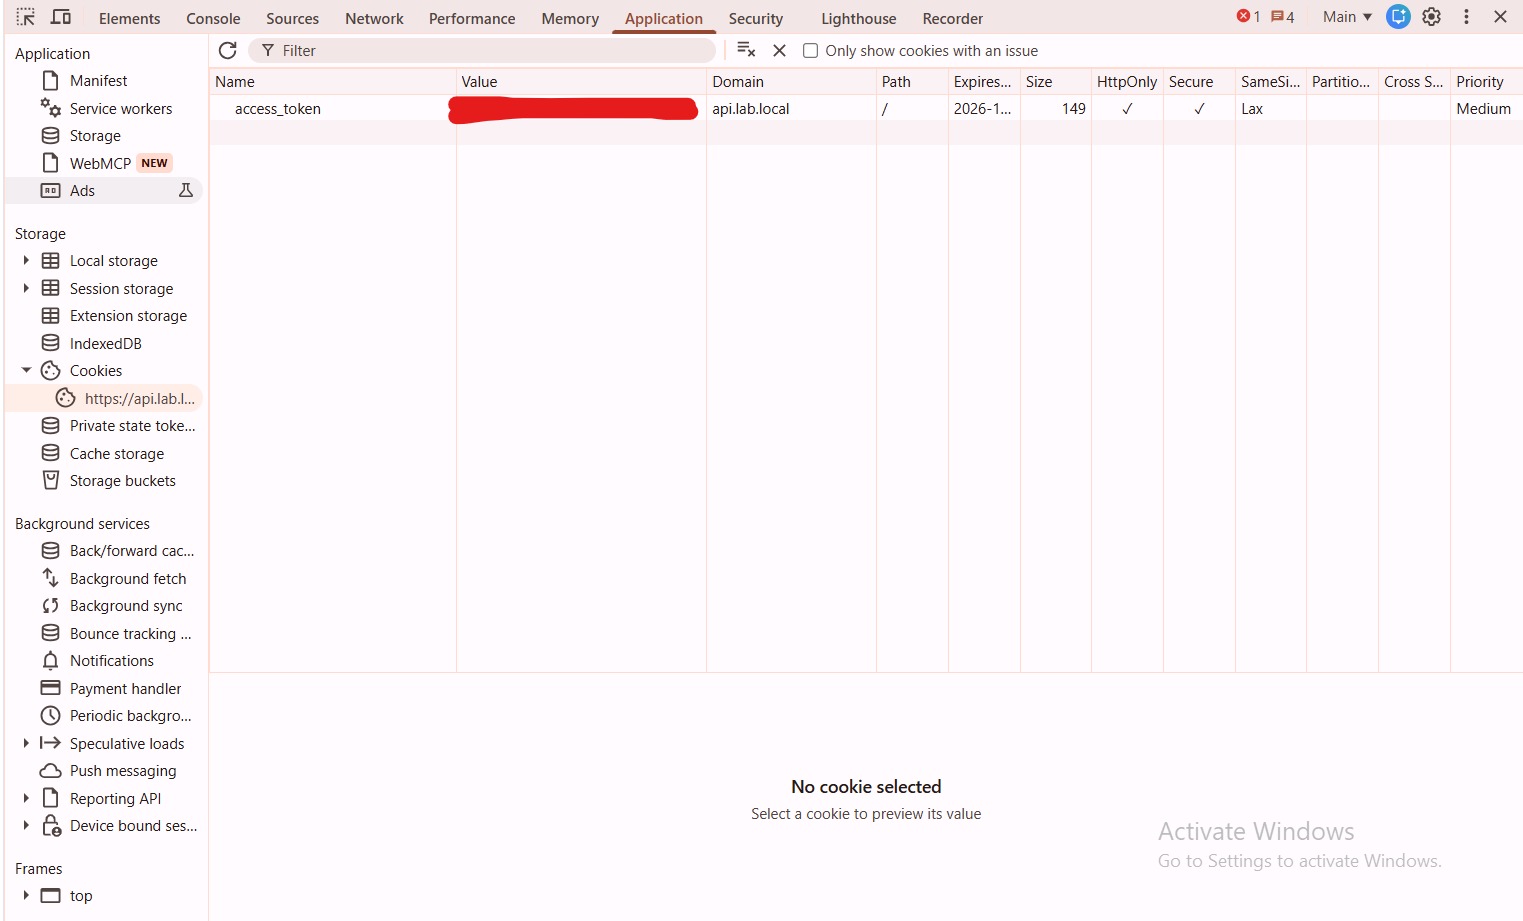 Elements Console Sources Network Performance Memory Application Security Lighthouse Recorder 1 4 Main
Application
Manifest
Service workers
Storage
WebMCP NEW
Ads
Storage
Local storage
Session storage
Extension storage
IndexedDB
Cookies
https://api.lab.l...
Private state toke...
Cache storage
Storage buckets
Background services
Back/forward cac...
Background fetch
Background sync
Bounce tracking ...
Notifications
Payment handler
Periodic backgro...
Speculative loads
Push messaging
Reporting API
Device bound ses...
Frames
top
Filter Only show cookies with an issue
Name Value Domain Path Expires... Size HttpOnly Secure SameSi... Partitio... Cross S... Priority
access_token api.lab.local / 2026-1... 149 ✓ ✓ Lax Medium
No cookie selected
Select a cookie to preview its value
Activate Windows
Go to Settings to activate Windows.